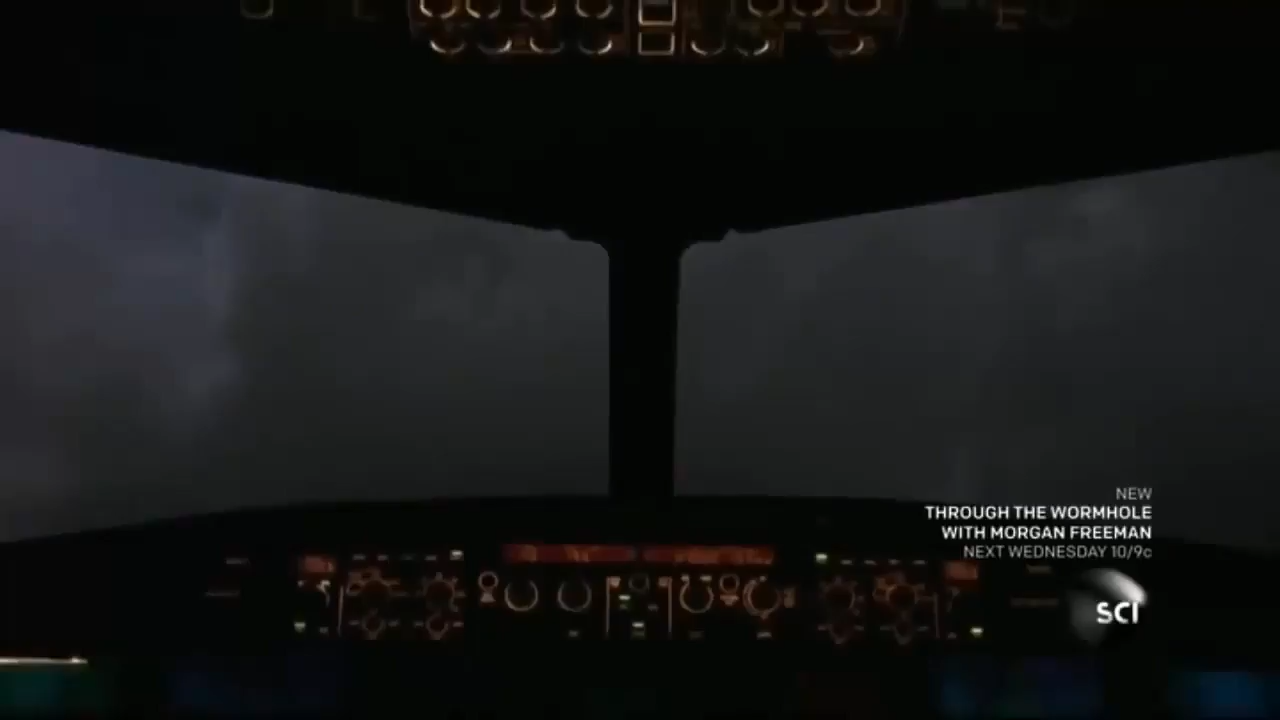 NEW
THROUGH THE WORMHOLE
WITH MORGAN FREEMAN
NEXT WEDNESDAY 10/9c
SCI